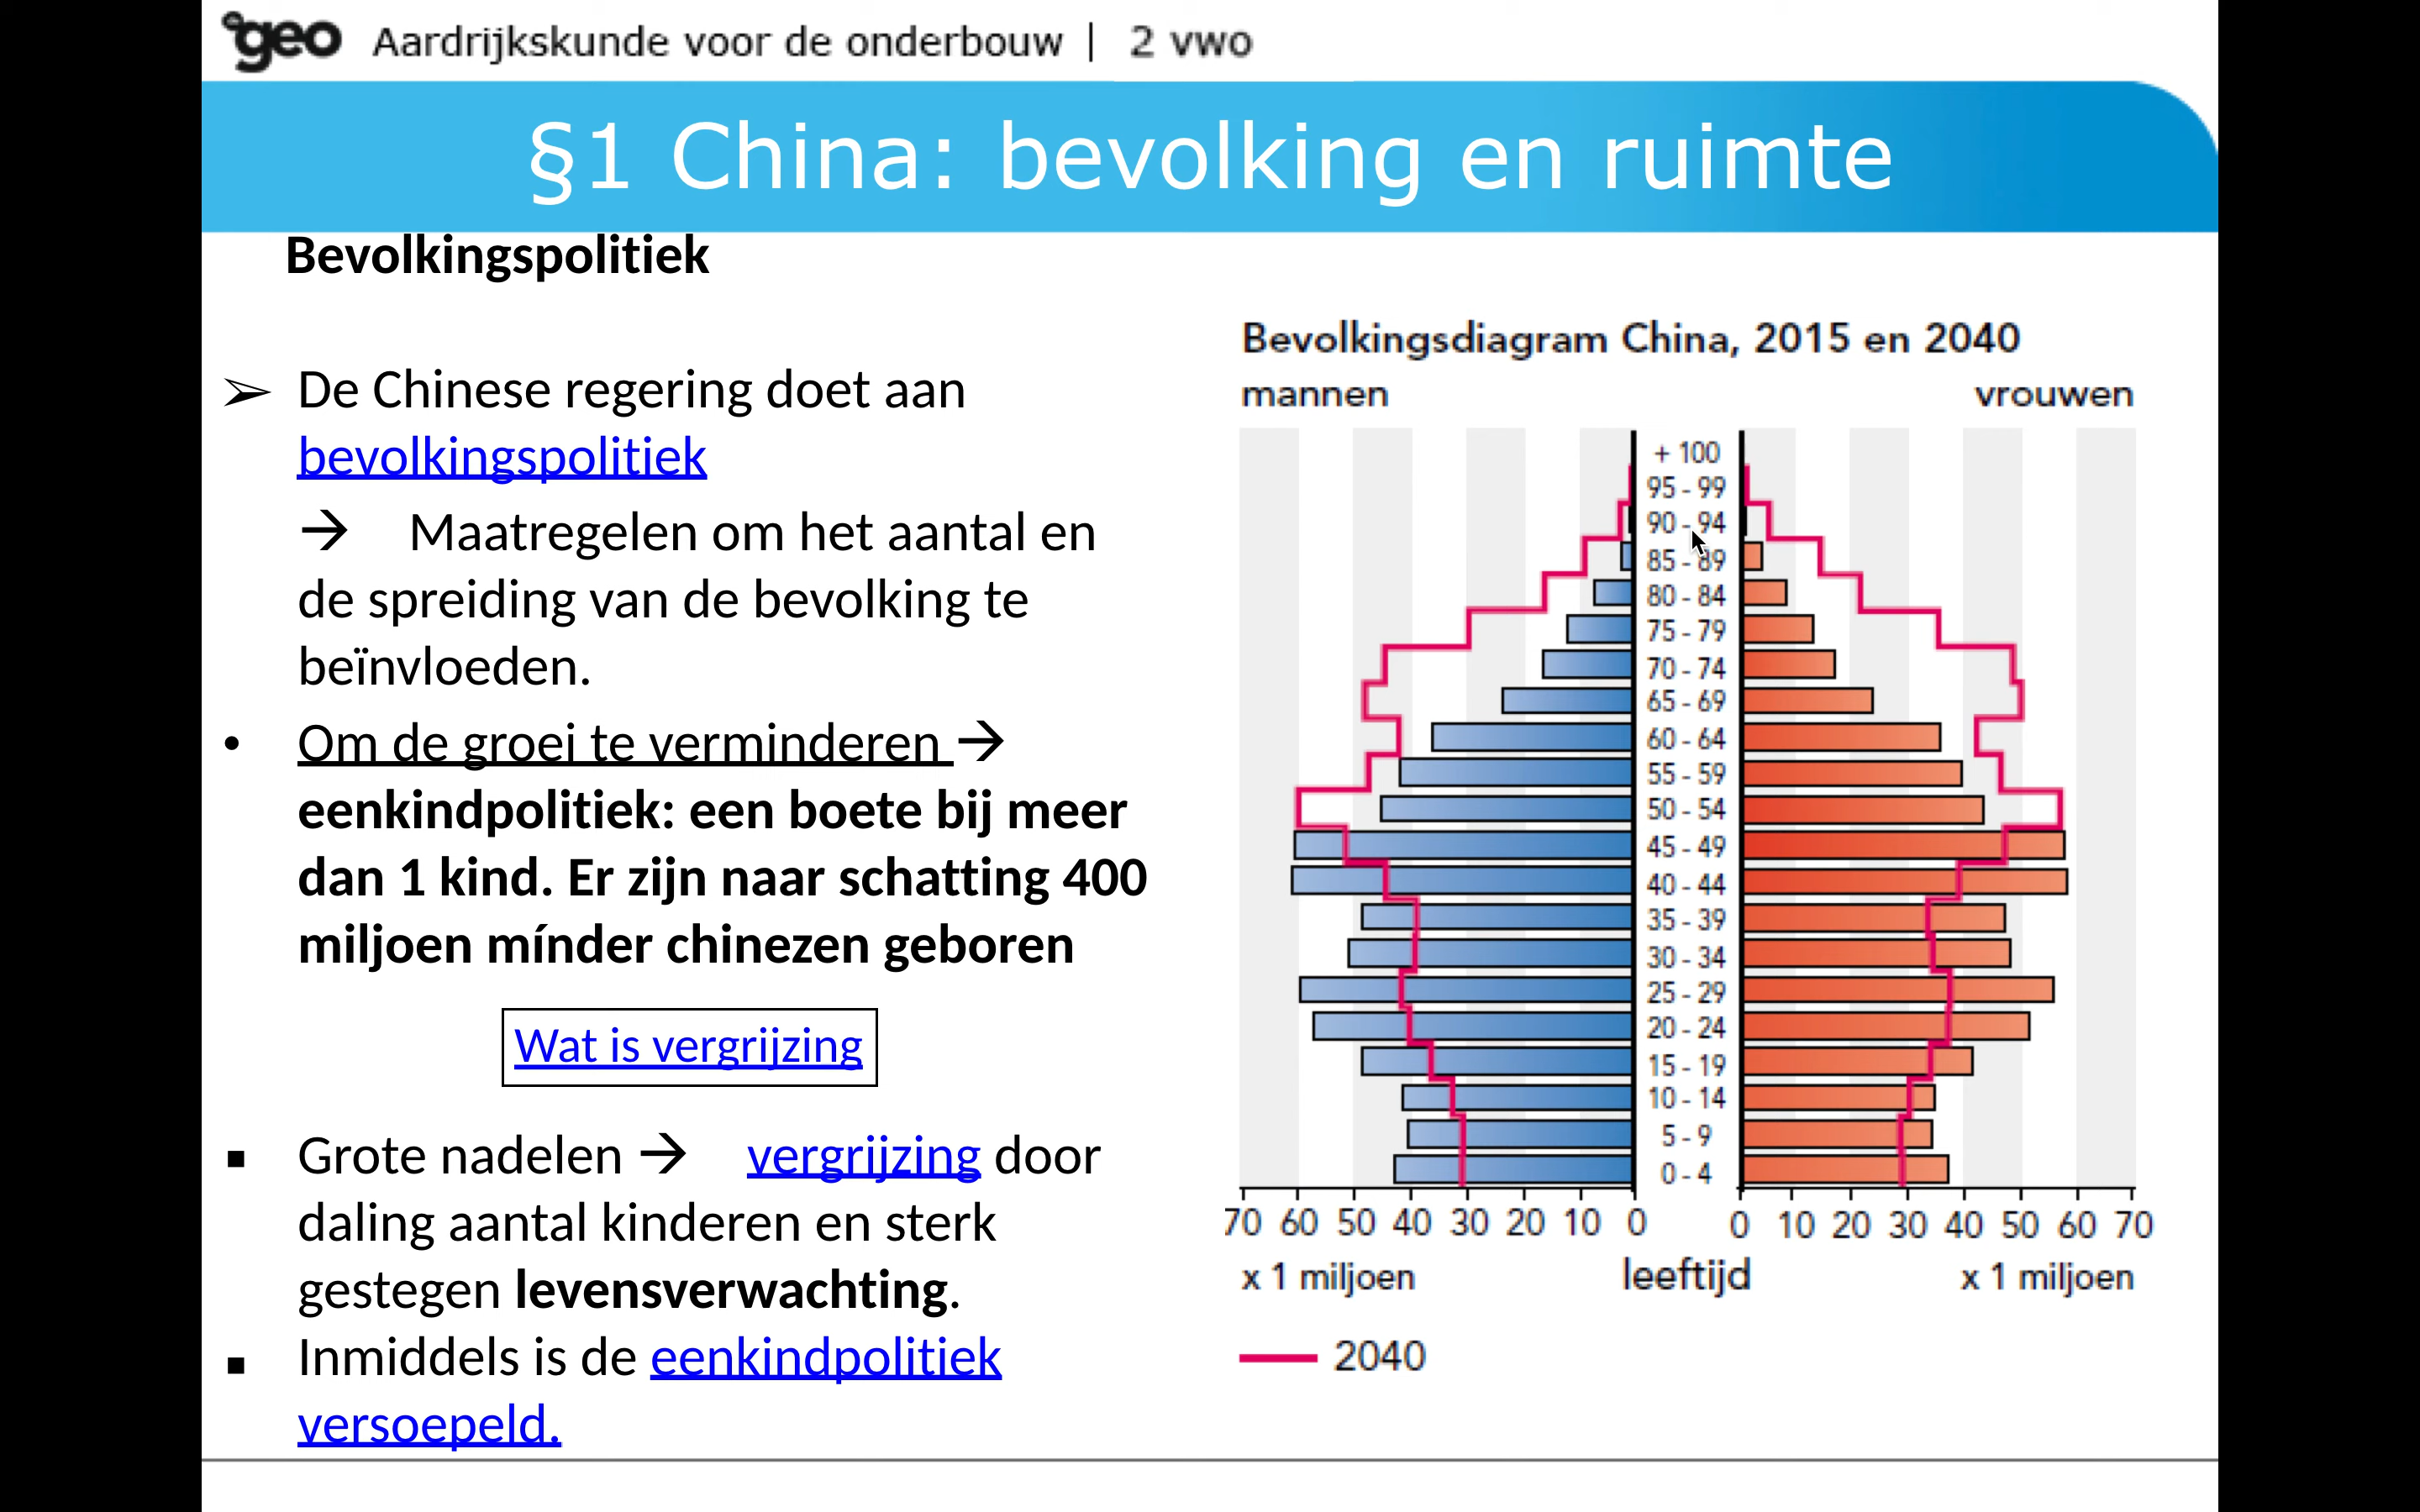 geo Aardrijkskunde voor de onderbouw | 2 vwo
§1 China: bevolking en ruimte
Bevolkingspolitiek
➢ De Chinese regering doet aan
bevolkingspolitiek
→ Maatregelen om het aantal en
de spreiding van de bevolking te
beïnvloeden.
• Om de groei te verminderen →
eenkindpolitiek: een boete bij meer
dan 1 kind. Er zijn naar schatting 400
miljoen mínder chinezen geboren
Wat is vergrijzing
▪ Grote nadelen → vergrijzing door
daling aantal kinderen en sterk
gestegen levensverwachting.
▪ Inmiddels is de eenkindpolitiek
versoepeld.
Bevolkingsdiagram China, 2015 en 2040
mannen vrouwen
+ 100
95 - 99
90 - 94
85 - 89
80 - 84
75 - 79
70 - 74
65 - 69
60 - 64
55 - 59
50 - 54
45 - 49
40 - 44
35 - 39
30 - 34
25 - 29
20 - 24
15 - 19
10 - 14
5 - 9
0 - 4
70 60 50 40 30 20 10 0 0 10 20 30 40 50 60 70
x 1 miljoen leeftijd x 1 miljoen
2040